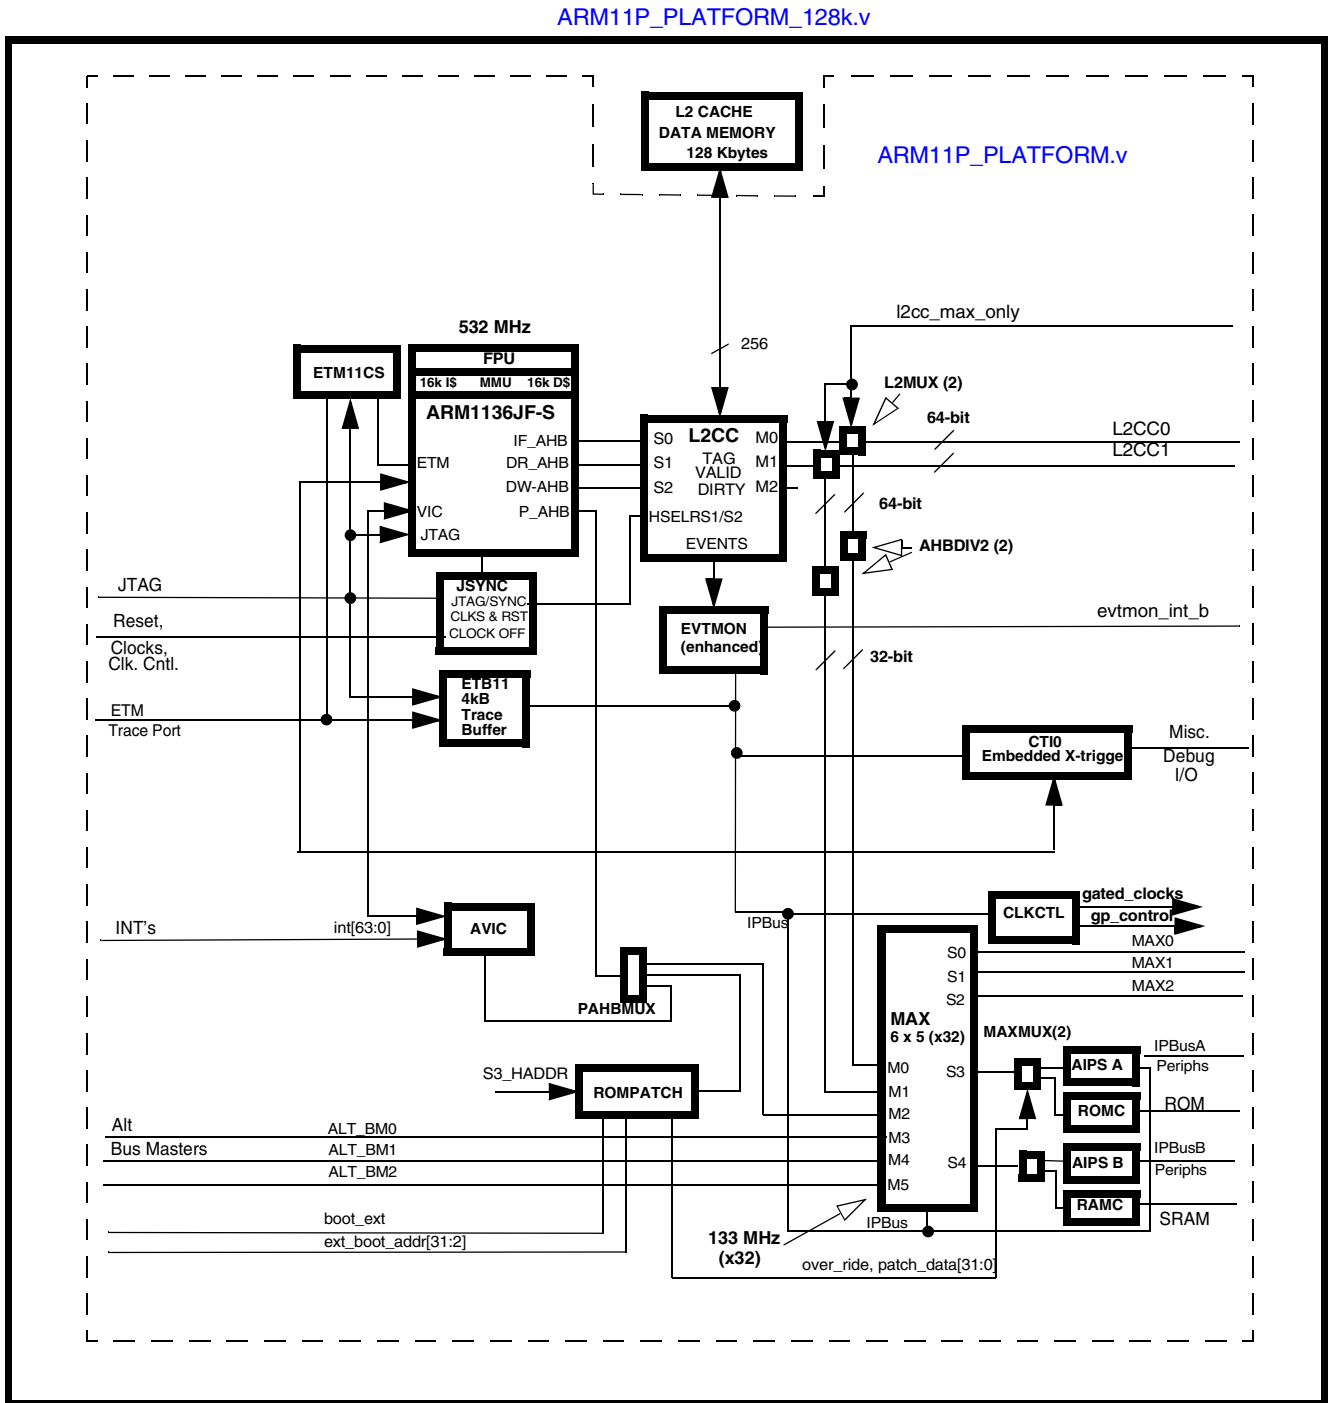 ARM11P_PLATFORM_128k.v
L2 CACHE
DATA MEMORY
128 Kbytes
ARM11P_PLATFORM.v
l2cc_max_only
532 MHz
256
FPU
16k I$ MMU 16k D$
ARM1136JF-S
ETM11CS
L2MUX (2)
64-bit
L2CC0
L2CC1
IF_AHB
DR_AHB
DW-AHB
P_AHB
ETM
VIC
JTAG
S0
S1
S2
L2CC
TAG
VALID
DIRTY
M0
M1
M2
HSELRS1/S2
EVENTS
64-bit
AHBDIV2 (2)
JTAG
Reset,
Clocks,
Clk. Cntl.
JSYNC
JTAG/SYNC
CLKS & RST
CLOCK OFF
EVTMON
(enhanced)
evtmon_int_b
32-bit
ETB11
4kB
Trace
Buffer
ETM
Trace Port
CTI0
Embedded X-trigge
Misc.
Debug
I/O
INT's
int[63:0]
AVIC
IPBus
CLKCTL
gated_clocks
gp_control
MAX0
MAX1
MAX2
PAHBMUX
S0
S1
S2
MAX
6 x 5 (x32)
MAXMUX(2)
M0
M1
M2
M3
M4
M5
S3
S4
AIPS A
IPBusA
Periphs
ROMC
ROM
AIPS B
IPBusB
Periphs
RAMC
SRAM
S3_HADDR
ROMPATCH
Alt
Bus Masters
ALT_BM0
ALT_BM1
ALT_BM2
boot_ext
ext_boot_addr[31:2]
133 MHz
(x32)
IPBus
over_ride, patch_data[31:0]